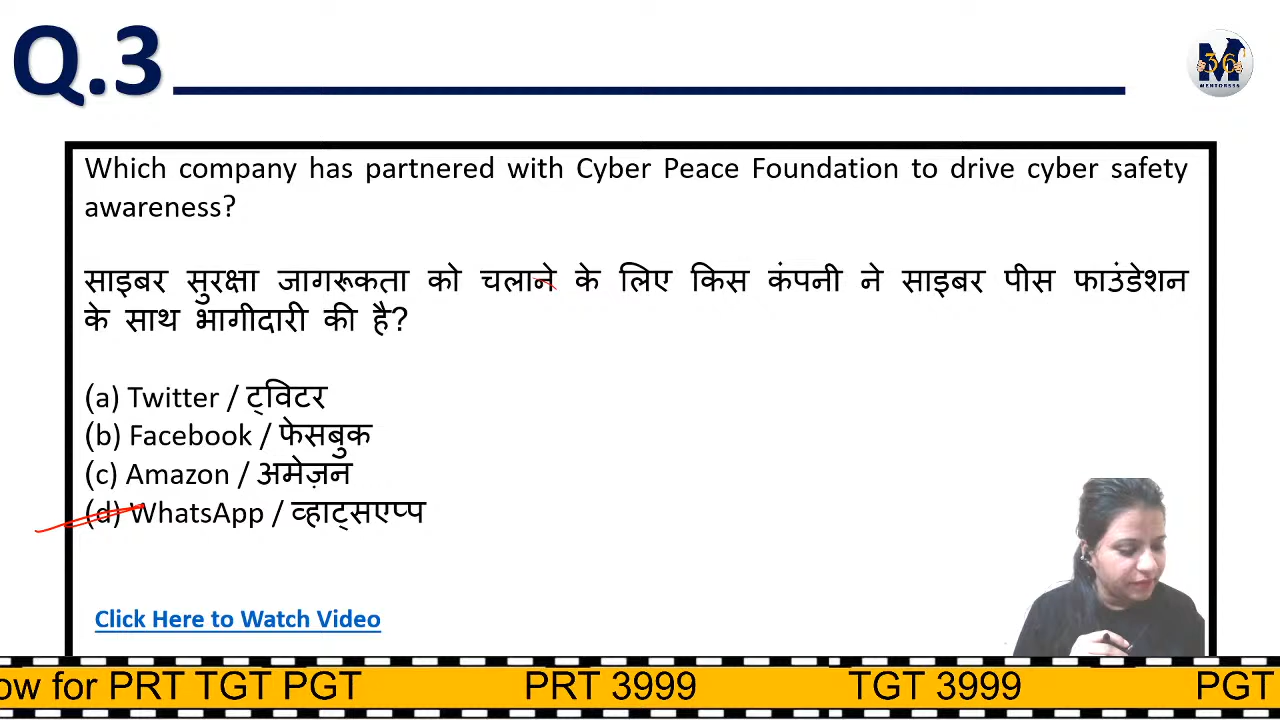 Q.3
M
36
MENTORS36
Which company has partnered with Cyber Peace Foundation to drive cyber safety
awareness?
साइबर सुरक्षा जागरूकता को चलाने के लिए किस कंपनी ने साइबर पीस फाउंडेशन
के साथ भागीदारी की है?
(a) Twitter / ट्विटर
(b) Facebook / फेसबुक
(c) Amazon / अमेज़न
(d) WhatsApp / व्हाट्सएप्प
Click Here to Watch Video
ow for PRT TGT PGT PRT 3999 TGT 3999 PGT